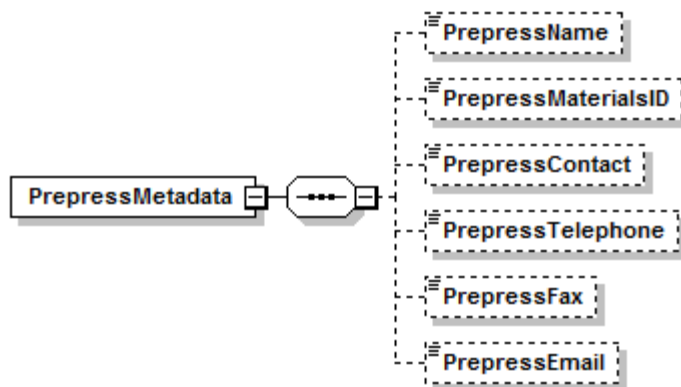 PrepressName
PrepressMaterialsID
PrepressContact
PrepressMetadata
PrepressTelephone
PrepressFax
PrepressEmail